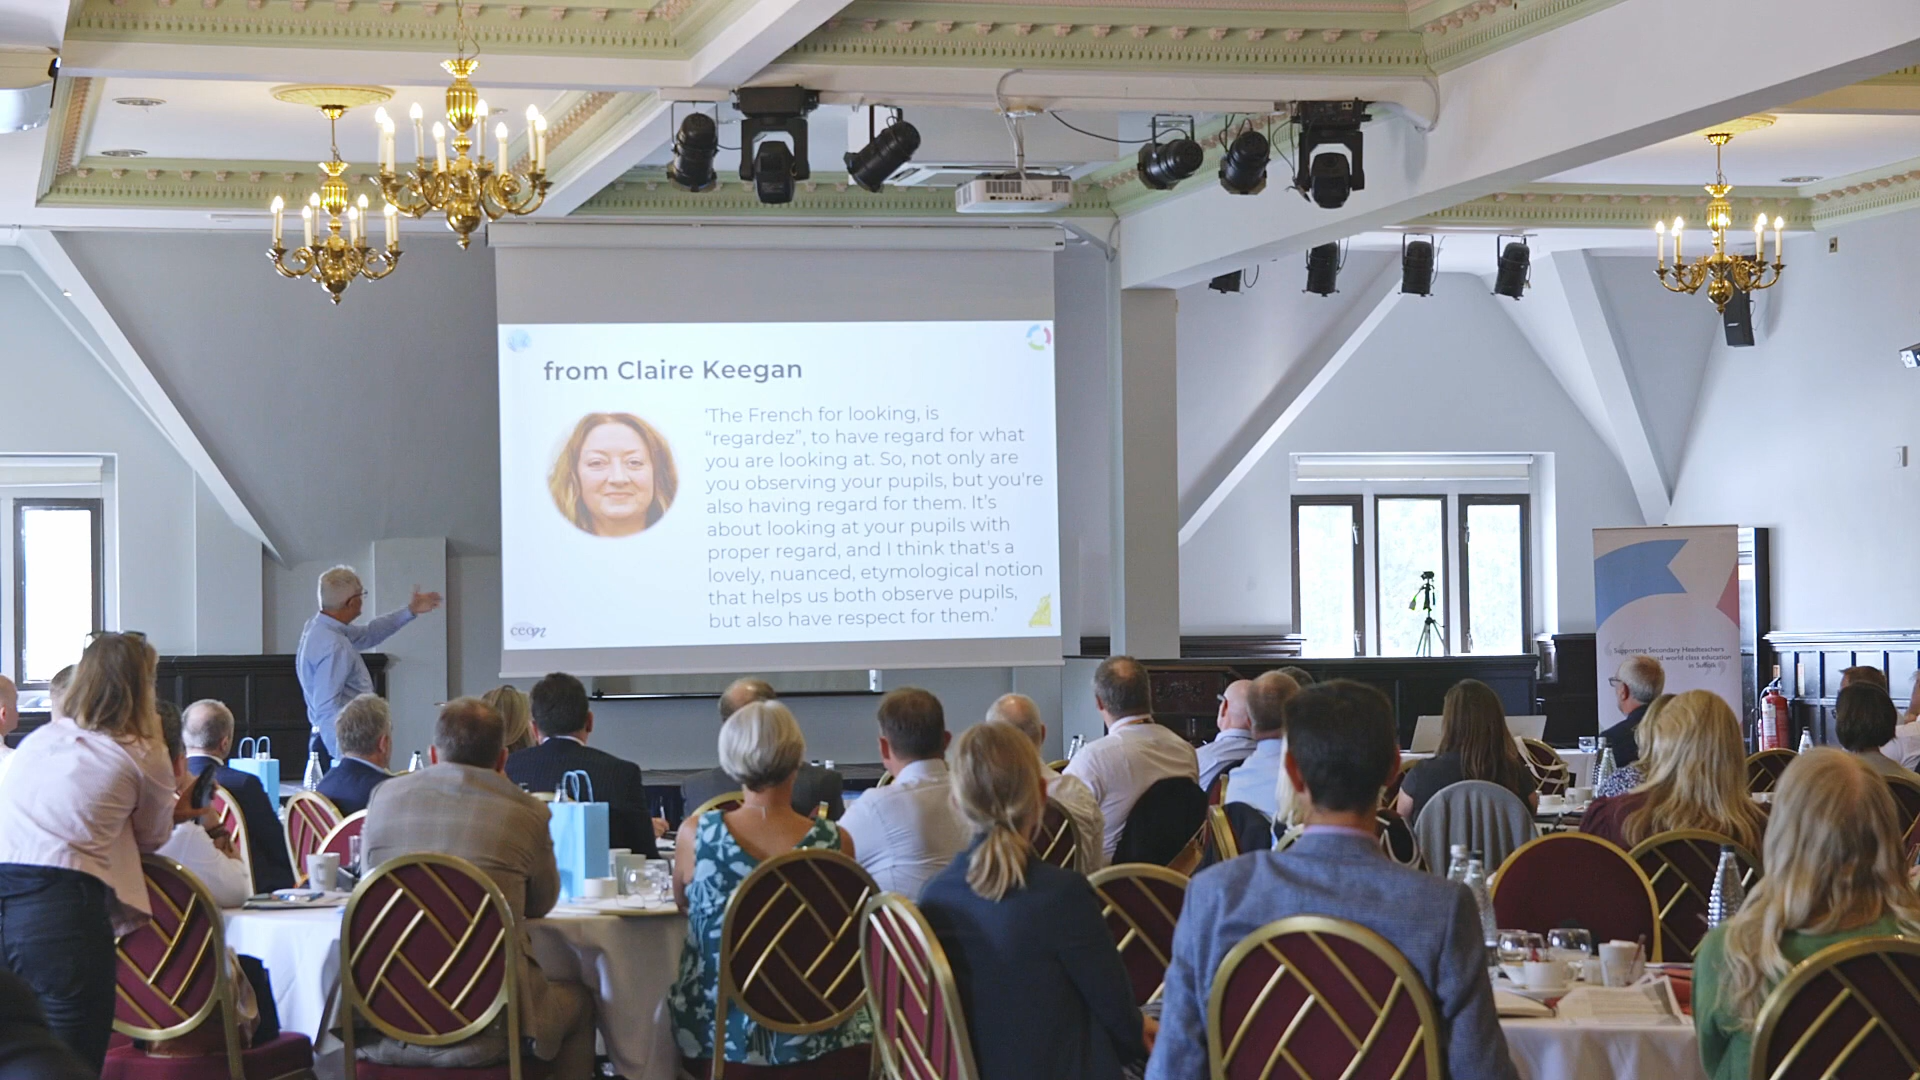 from Claire Keegan
'The French for looking, is
“regardez”, to have regard for what
you are looking at. So, not only are
you observing your pupils, but you're
also having regard for them. It's
about looking at your pupils with
proper regard, and I think that's a
lovely, nuanced, etymological notion
that helps us both observe pupils,
but also have respect for them.'
Supporting Secondary Headteachers
world class education
in Suffolk